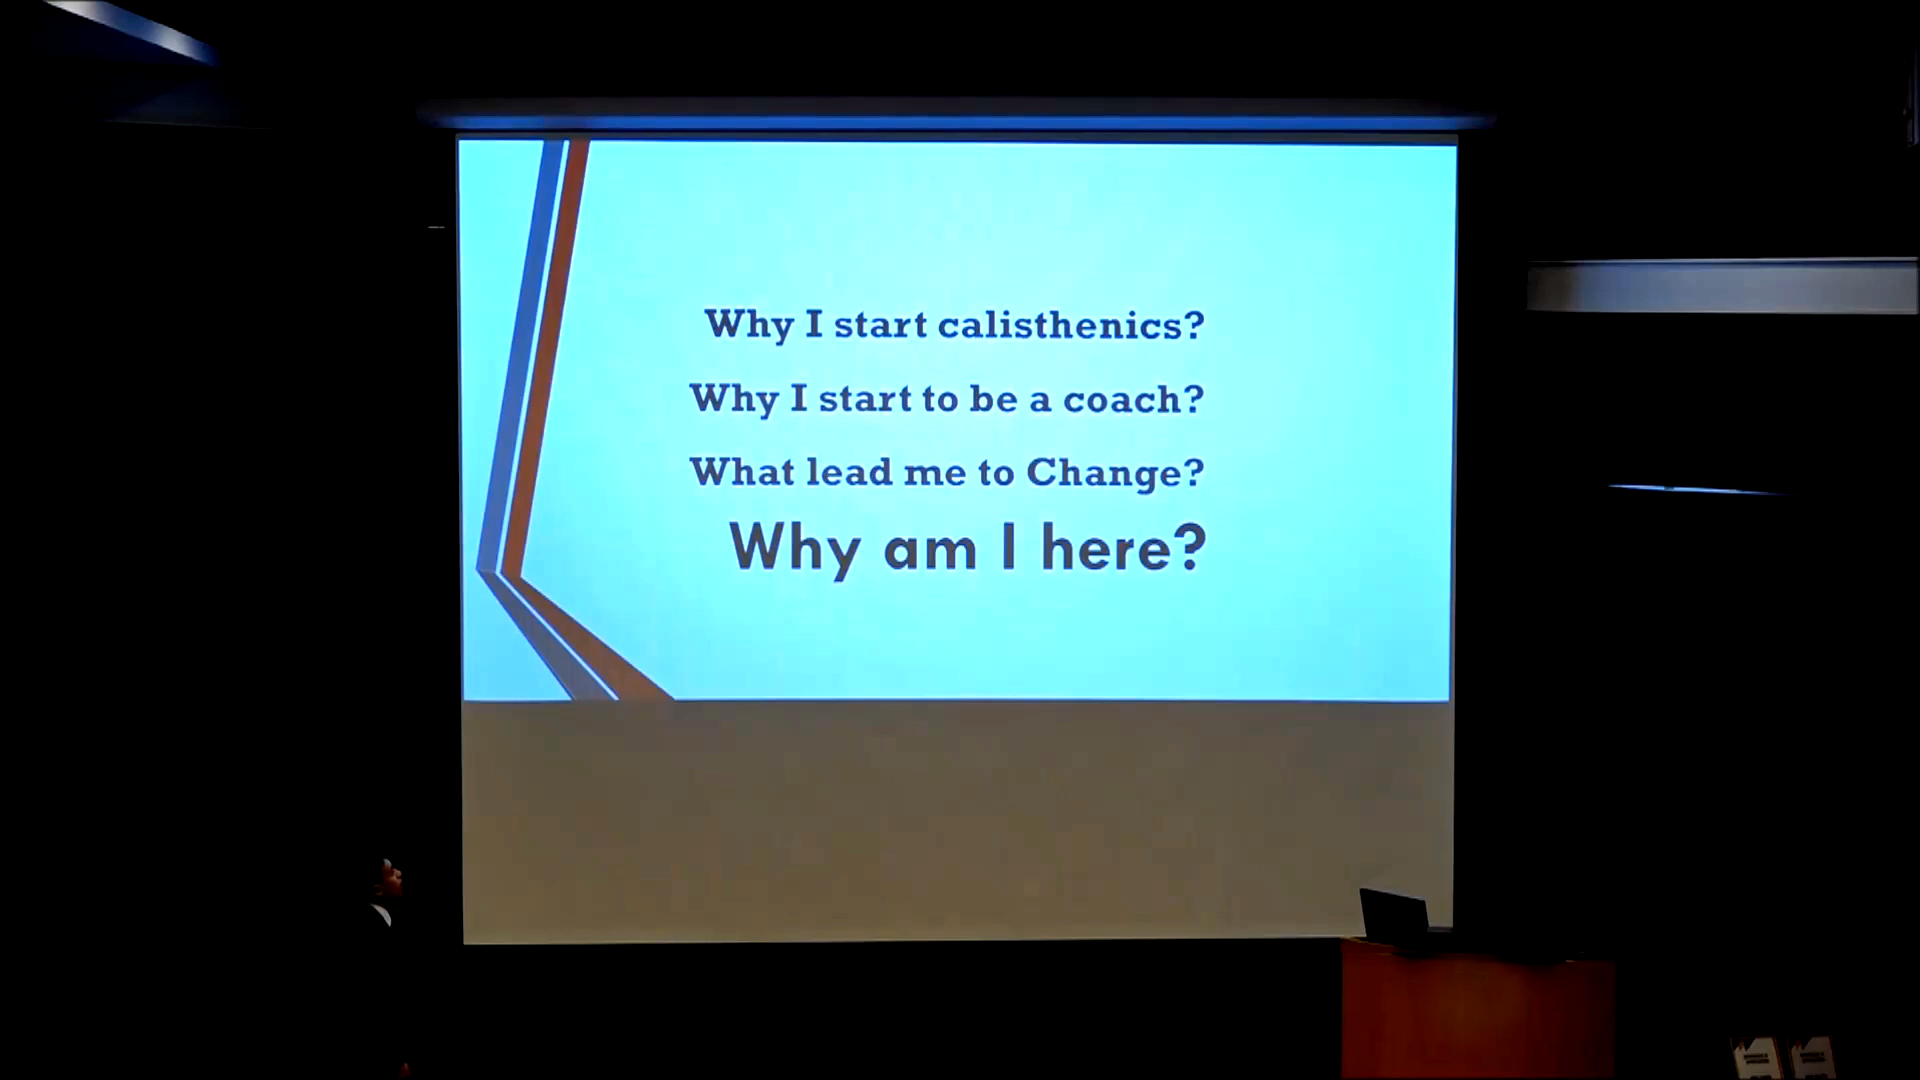 Why I start calisthenics?
Why I start to be a coach?
What lead me to Change?
Why am I here?